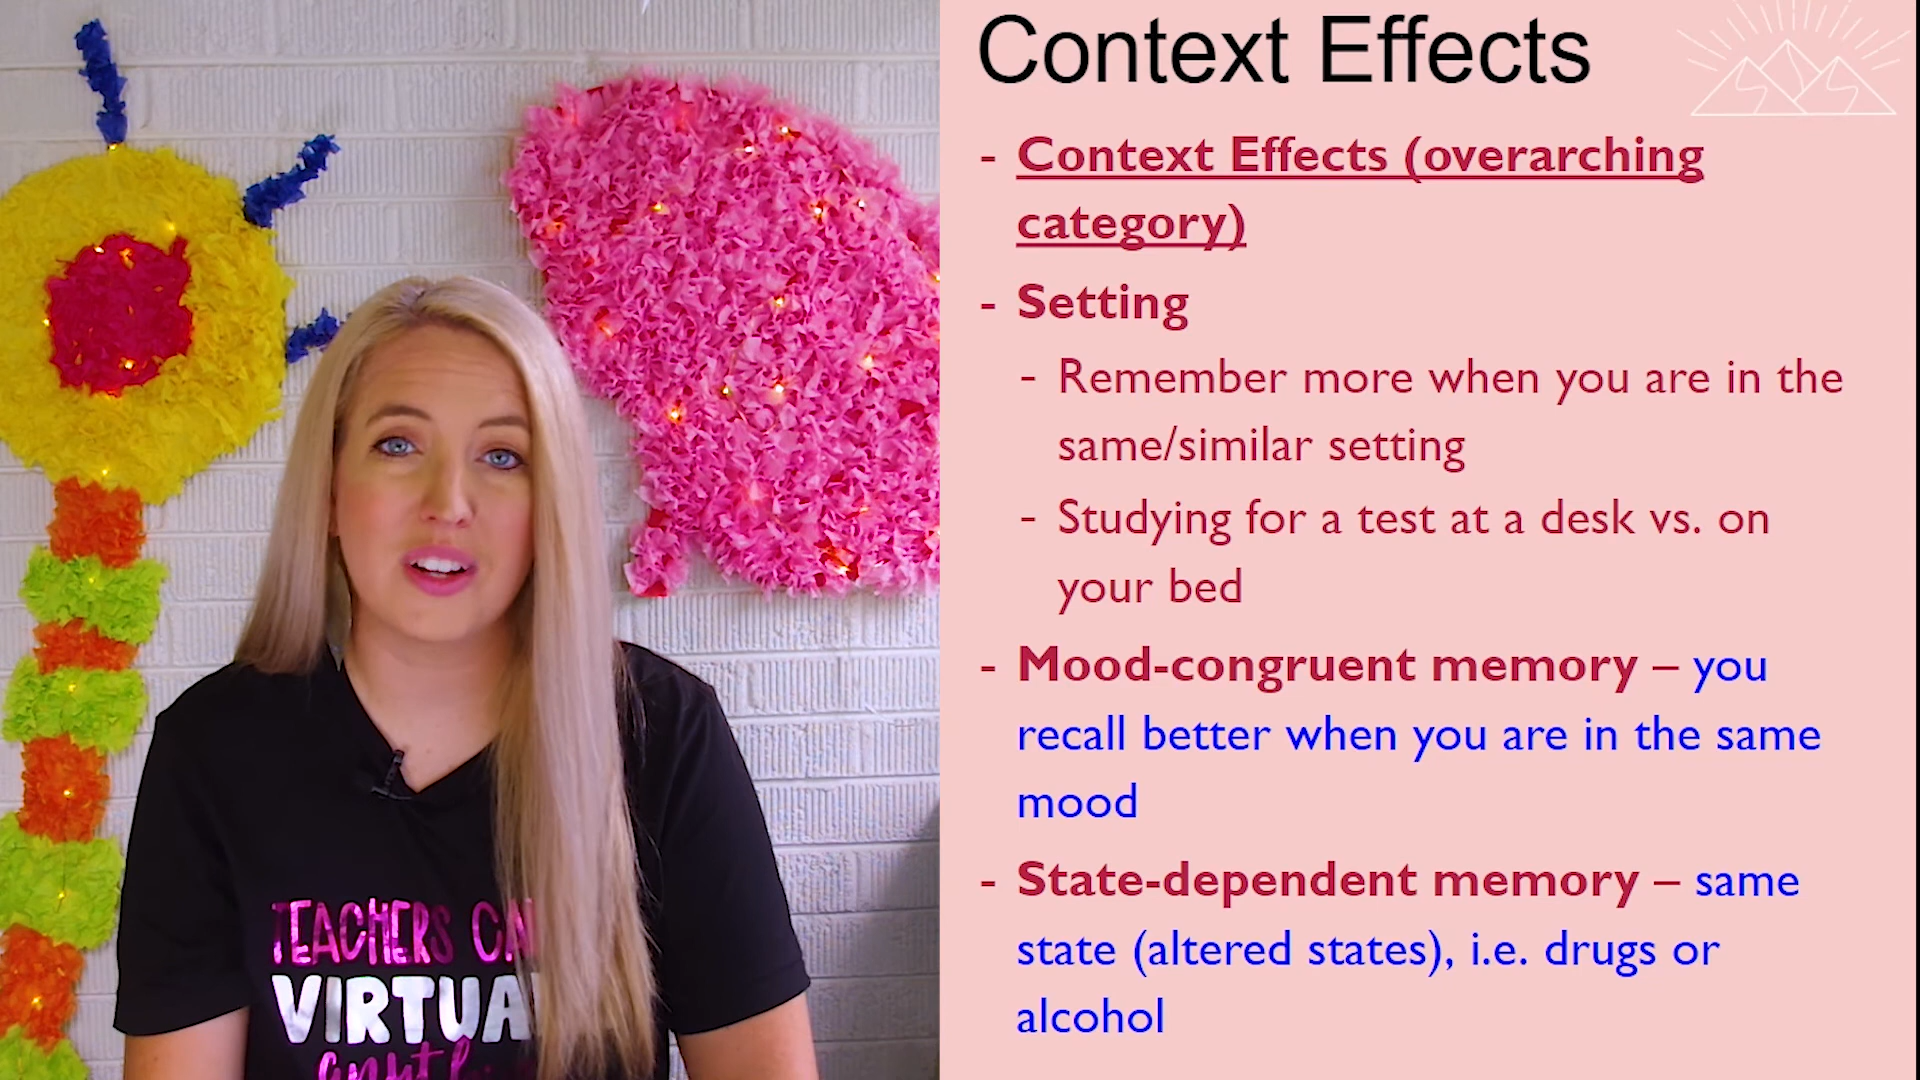 Context Effects
- Context Effects (overarching
category)
- Setting
- Remember more when you are in the
same/similar setting
- Studying for a test at a desk vs. on
your bed
- Mood-congruent memory – you
recall better when you are in the same
mood
- State-dependent memory – same
state (altered states), i.e. drugs or
alcohol
TEACHERS
VIRTUA